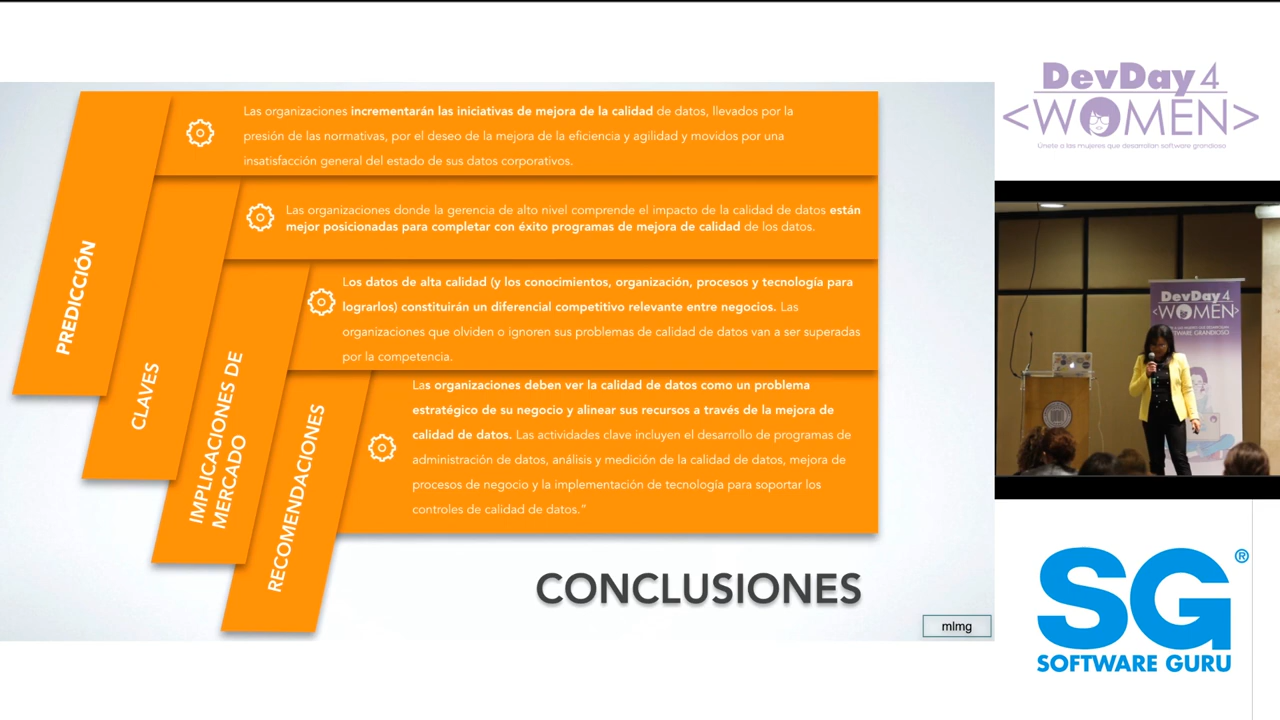 Las organizaciones incrementarán las iniciativas de mejora de la calidad de datos, llevados por la
presión de las normativas, por el deseo de la mejora de la eficiencia y agilidad y movidos por una
insatisfacción general del estado de sus datos corporativos.
PREDICCIÓN
Las organizaciones donde la gerencia de alto nivel comprende el impacto de la calidad de datos están
mejor posicionadas para completar con éxito programas de mejora de calidad de los datos.
CLAVES
Los datos de alta calidad (y los conocimientos, organización, procesos y tecnología para
lograrlos) constituirán un diferencial competitivo relevante entre negocios. Las
organizaciones que olviden o ignoren sus problemas de calidad de datos van a ser superadas
por la competencia.
IMPLICACIONES DE
MERCADO
Las organizaciones deben ver la calidad de datos como un problema
estratégico de su negocio y alinear sus recursos a través de la mejora de
calidad de datos. Las actividades clave incluyen el desarrollo de programas de
administración de datos, análisis y medición de la calidad de datos, mejora de
procesos de negocio y la implementación de tecnología para soportar los
controles de calidad de datos.”
RECOMENDACIONES
CONCLUSIONES
mlmg
DevDay4
<WOMEN>
Únete a las mujeres que desarrollan software grandioso
DevDay4
<WOMEN>
SOFTWARE GRANDIOSO
SG®
SOFTWARE GURU